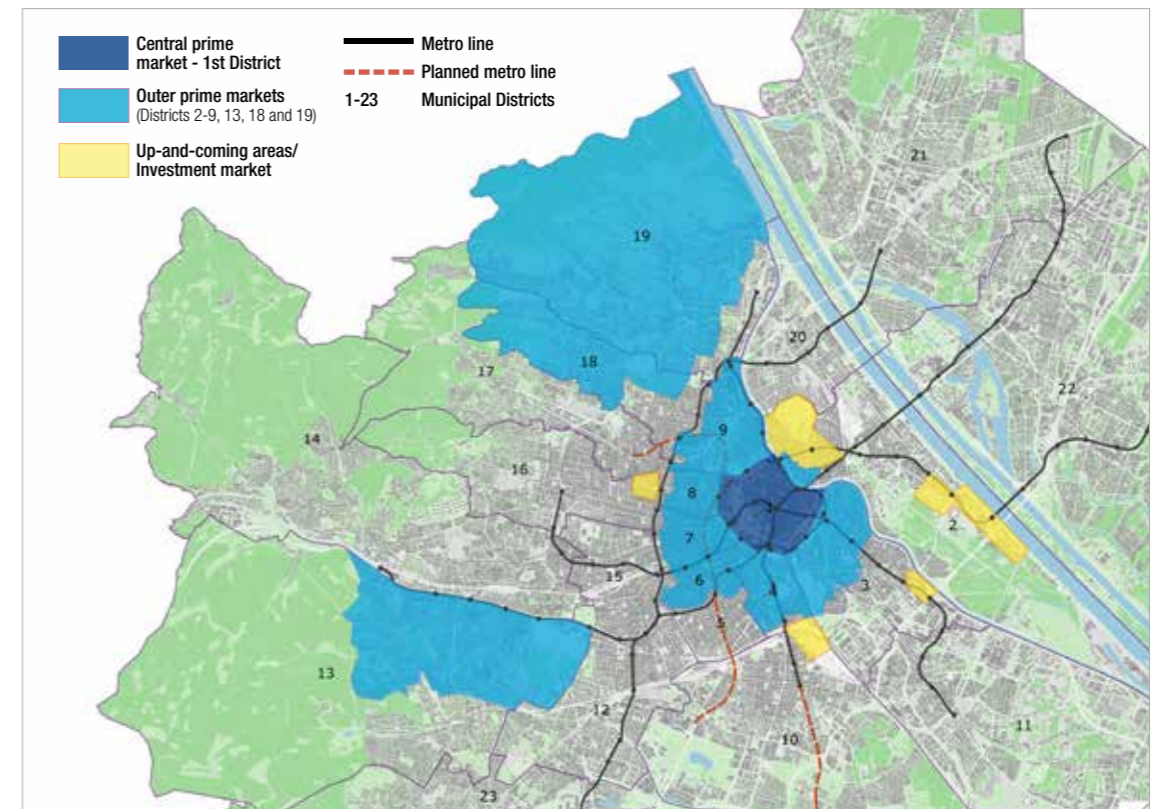 Central prime
market - 1st District
Outer prime markets
(Districts 2-9, 13, 18 and 19)
Up-and-coming areas/
Investment market
Metro line
Planned metro line
1-23 Municipal Districts
21
19
20
18
17
22
9
14
16
8
2
7
15
6
4
3
5
13
12
10
11
23